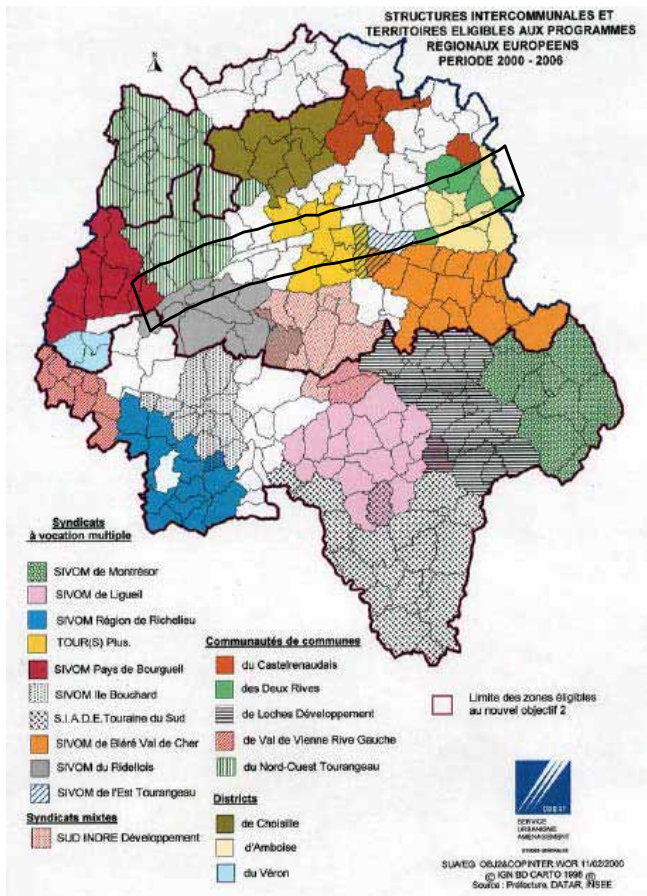 STRUCTURES INTERCOMMUNALES ET
TERRITOIRES ELIGIBLES AUX PROGRAMMES
REGIONAUX EUROPEENS
PERIODE 2000 - 2006
N
Syndicats
à vocation multiple
SIVOM de Montrésor
SIVOM de Ligueil
SIVOM Région de Richelieu
TOUR(S) Plus.
SIVOM Pays de Bourgueil
SIVOM Ile Bouchard
S.I.A.D.E.Touraine du Sud
SIVOM de Bléré Val de Cher
SIVOM du Ridellois
SIVOM de l'Est Tourangeau
Syndicats mixtes
SUD INDRE Développement
Communautés de communes
du Castelrenaudais
des Deux Rives
de Loches Développement
de Val de Vienne Rive Gauche
du Nord-Ouest Tourangeau
Districts
de Choisille
d'Amboise
du Véron
Limite des zones éligibles
au nouvel objectif 2
SERVICE
URBANISME
AMENAGEMENT
SUA/EG OBJ2&COPINTER.WOR 11/02/2000
© IGN BD CARTO 1996 ®
Source : Préfecture, DATAR, INSEE